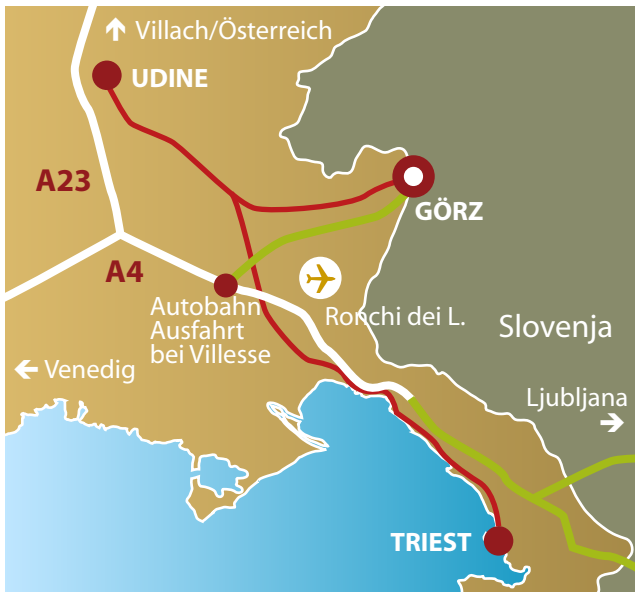 Villach/Österreich
UDINE
A23
GÖRZ
A4
Autobahn
Ausfahrt
bei Villesse
Ronchi dei L.
Slovenja
Venedig
Ljubljana
TRIEST